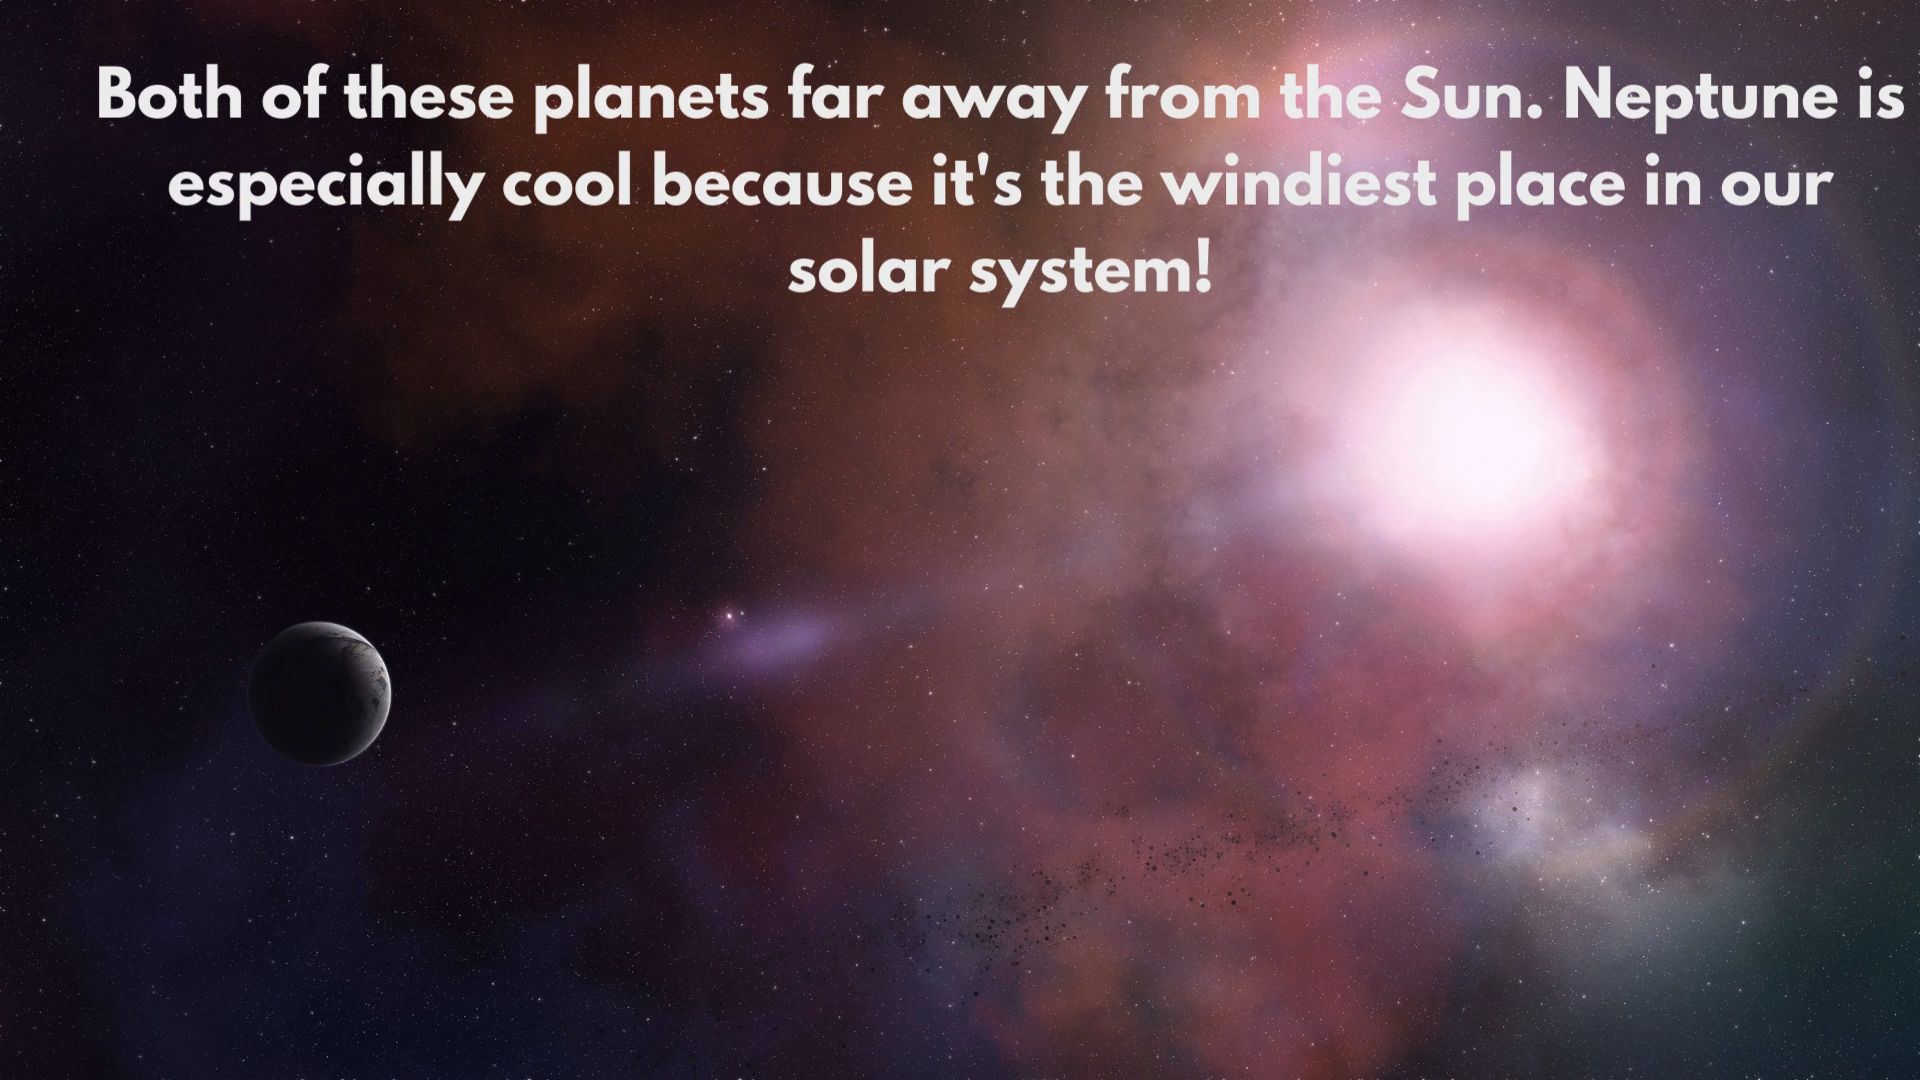 Both of these planets far away from the Sun. Neptune is
especially cool because it's the windiest place in our
solar system!